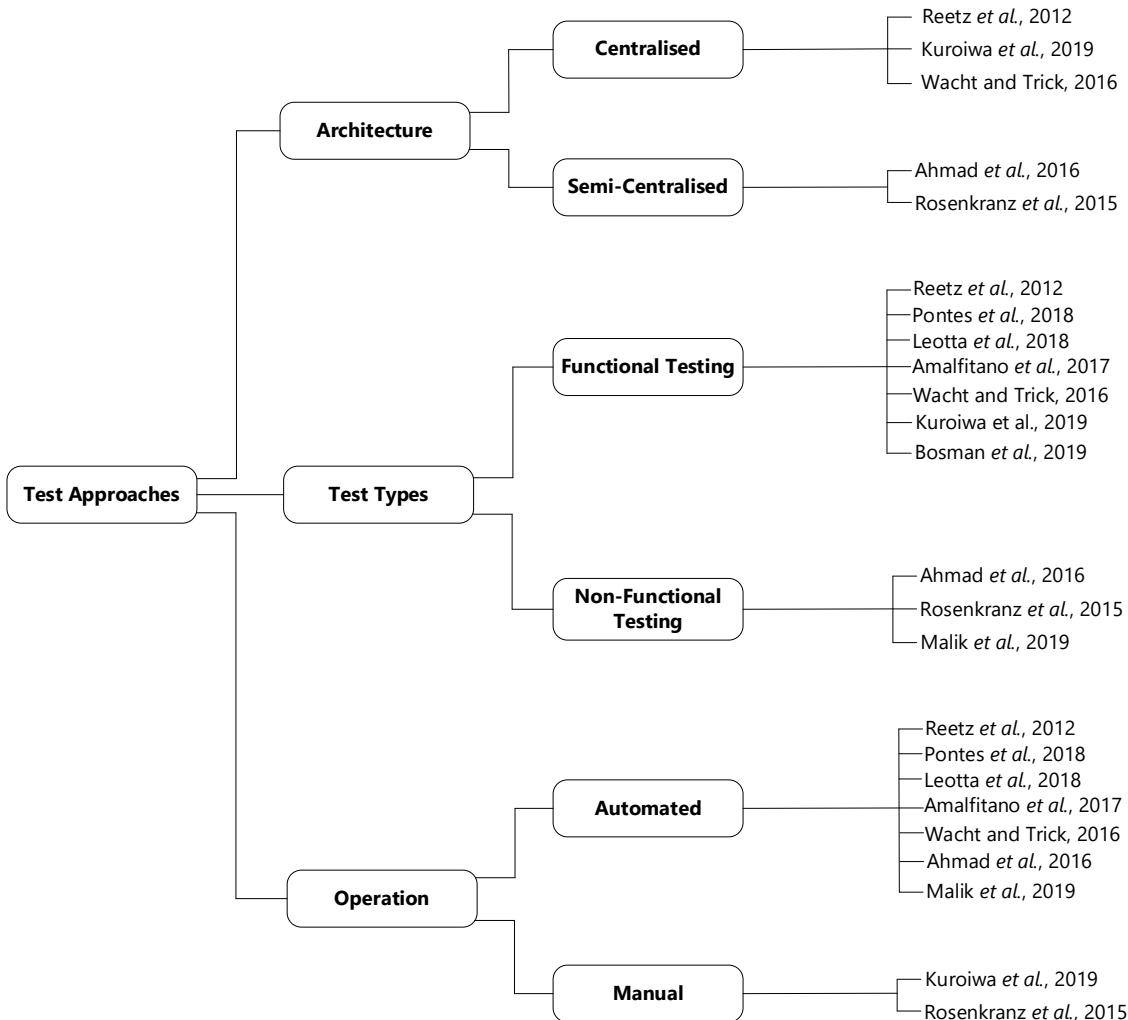 Test Approaches
Architecture
Centralised
Reetz et al., 2012
Kuroiwa et al., 2019
Wacht and Trick, 2016
Semi-Centralised
Ahmad et al., 2016
Rosenkranz et al., 2015
Test Types
Functional Testing
Reetz et al., 2012
Pontes et al., 2018
Leotta et al., 2018
Amalfitano et al., 2017
Wacht and Trick, 2016
Kuroiwa et al., 2019
Bosman et al., 2019
Non-Functional
Testing
Ahmad et al., 2016
Rosenkranz et al., 2015
Malik et al., 2019
Operation
Automated
Reetz et al., 2012
Pontes et al., 2018
Leotta et al., 2018
Amalfitano et al., 2017
Wacht and Trick, 2016
Ahmad et al., 2016
Malik et al., 2019
Manual
Kuroiwa et al., 2019
Rosenkranz et al., 2015